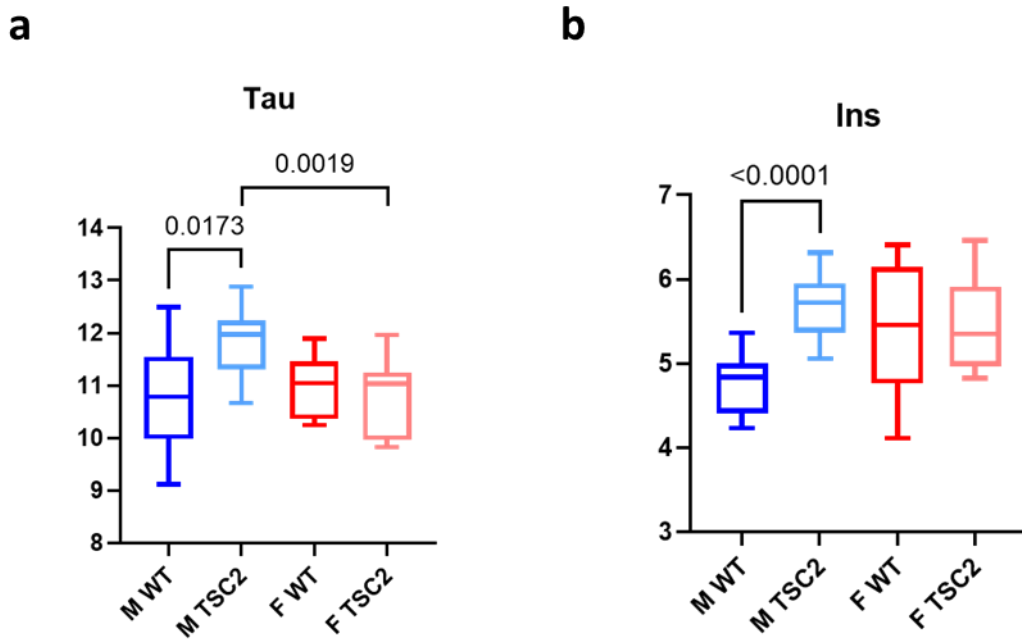 a
Tau
0.0019
0.0173
14
13
12
11
10
9
8
M WT
M TSC2
F WT
F TSC2
b
Ins
<0.0001
7
6
5
4
3
M WT
M TSC2
F WT
F TSC2